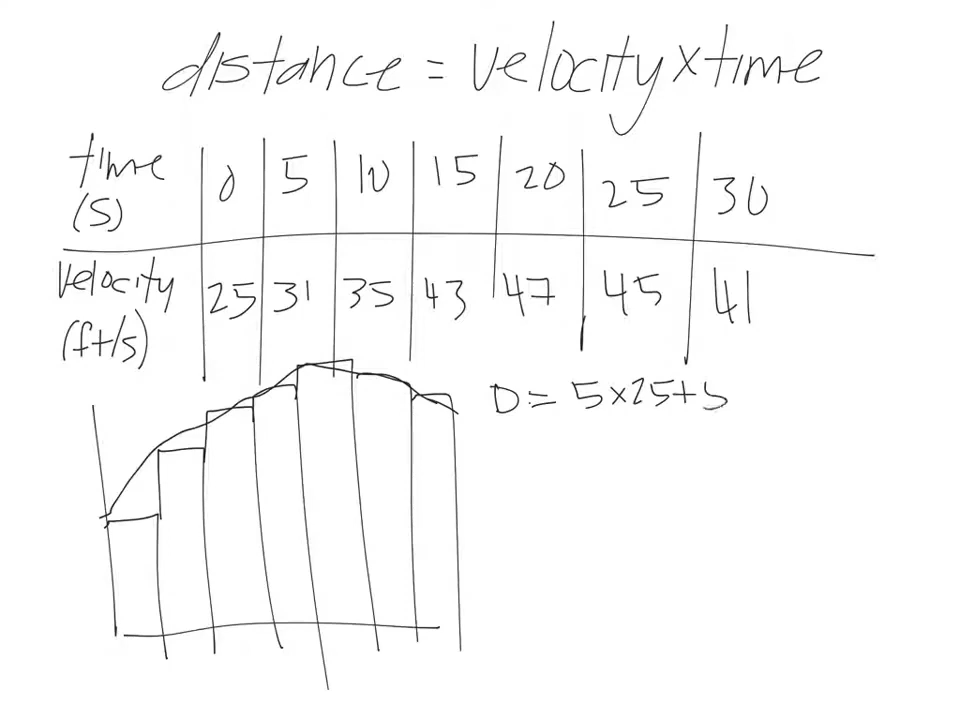 distance = velocity x time
time (s) 0 5 10 15 20 25 30
velocity (ft/s) 25 31 35 43 47 45 41
D = 5x25+5